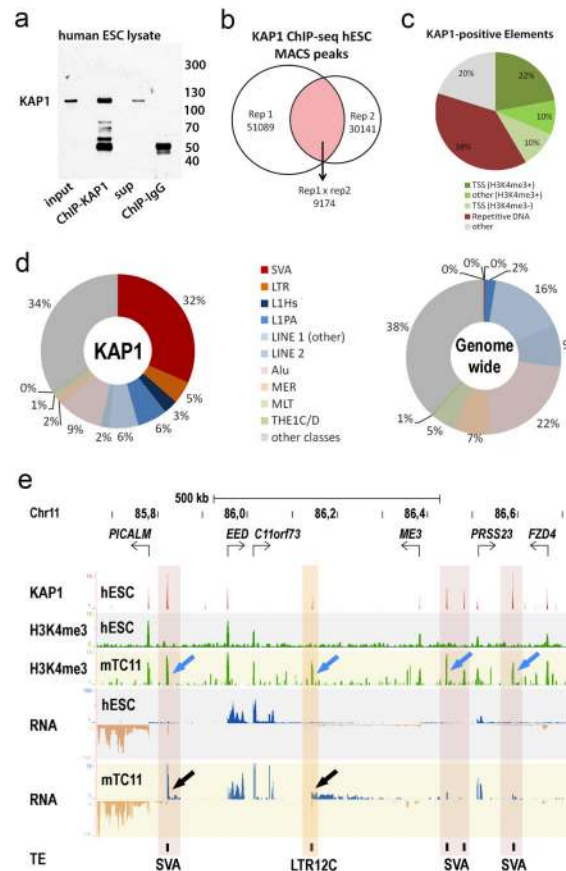 a
human ESC lysate
KAP1
300
130
100
70
50
40
input
ChIP-KAP1
sup
ChIP-IgG
b
KAP1 ChIP-seq hESC
MACS peaks
Rep 1
51089
Rep 2
30141
Rep1 x rep2
9174
c
KAP1-positive Elements
20%
22%
10%
10%
38%
TSS (H3K4me3+)
other (H3K4me3+)
TSS (H3K4me3-)
Repetitive DNA
other
d
34%
32%
KAP1
0%
1%
2%
9%
2%
6%
6%
3%
5%
SVA
LTR
L1Hs
L1PA
LINE 1 (other)
LINE 2
Alu
MER
MLT
THE1C/D
other classes
0%
0%
2%
16%
38%
Genome
wide
1%
5%
7%
22%
e
500 kb
Chr11
85,8
86,0
86,2
86,4
86,6
PICALM
EED
C11orf73
ME3
PRSS23
FZD4
KAP1
hESC
H3K4me3
hESC
H3K4me3
mTC11
RNA
hESC
RNA
mTC11
TE
SVA
LTR12C
SVA
SVA